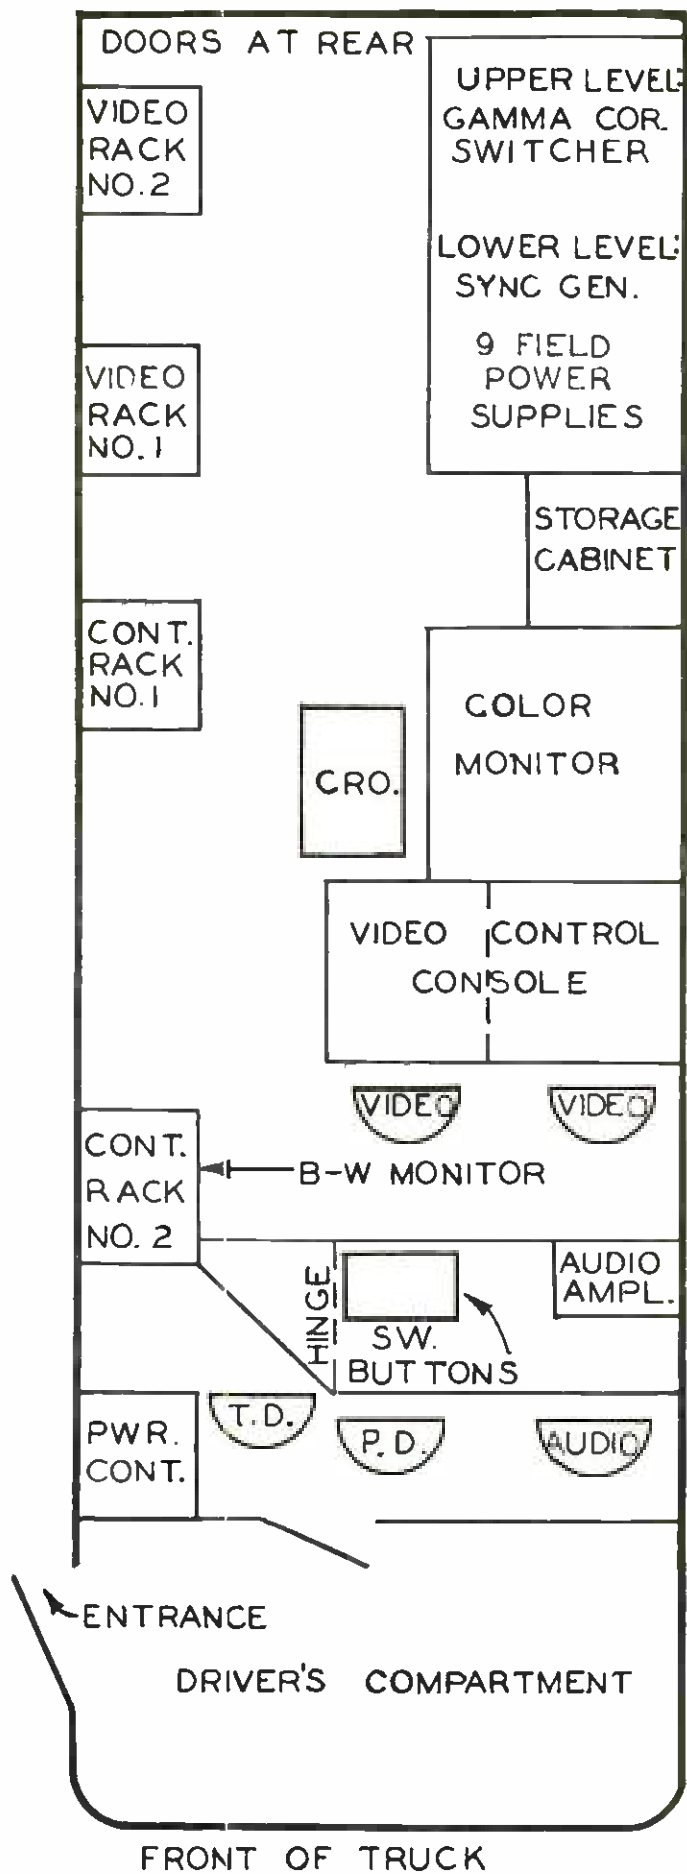 DOORS AT REAR
UPPER LEVEL:
GAMMA COR.
SWITCHER
VIDEO
RACK
NO. 2
LOWER LEVEL:
SYNC GEN.
9 FIELD
POWER
SUPPLIES
VIDEO
RACK
NO. 1
STORAGE
CABINET
CONT.
RACK
NO. 1
COLOR
MONITOR
CRO.
VIDEO CONTROL
CONSOLE
VIDEO
VIDEO
CONT.
RACK
NO. 2
B-W MONITOR
HINGE
AUDIO
AMPL.
SW.
BUTTONS
T.D.
P.D.
AUDIO
PWR.
CONT.
ENTRANCE
DRIVER'S COMPARTMENT
FRONT OF TRUCK